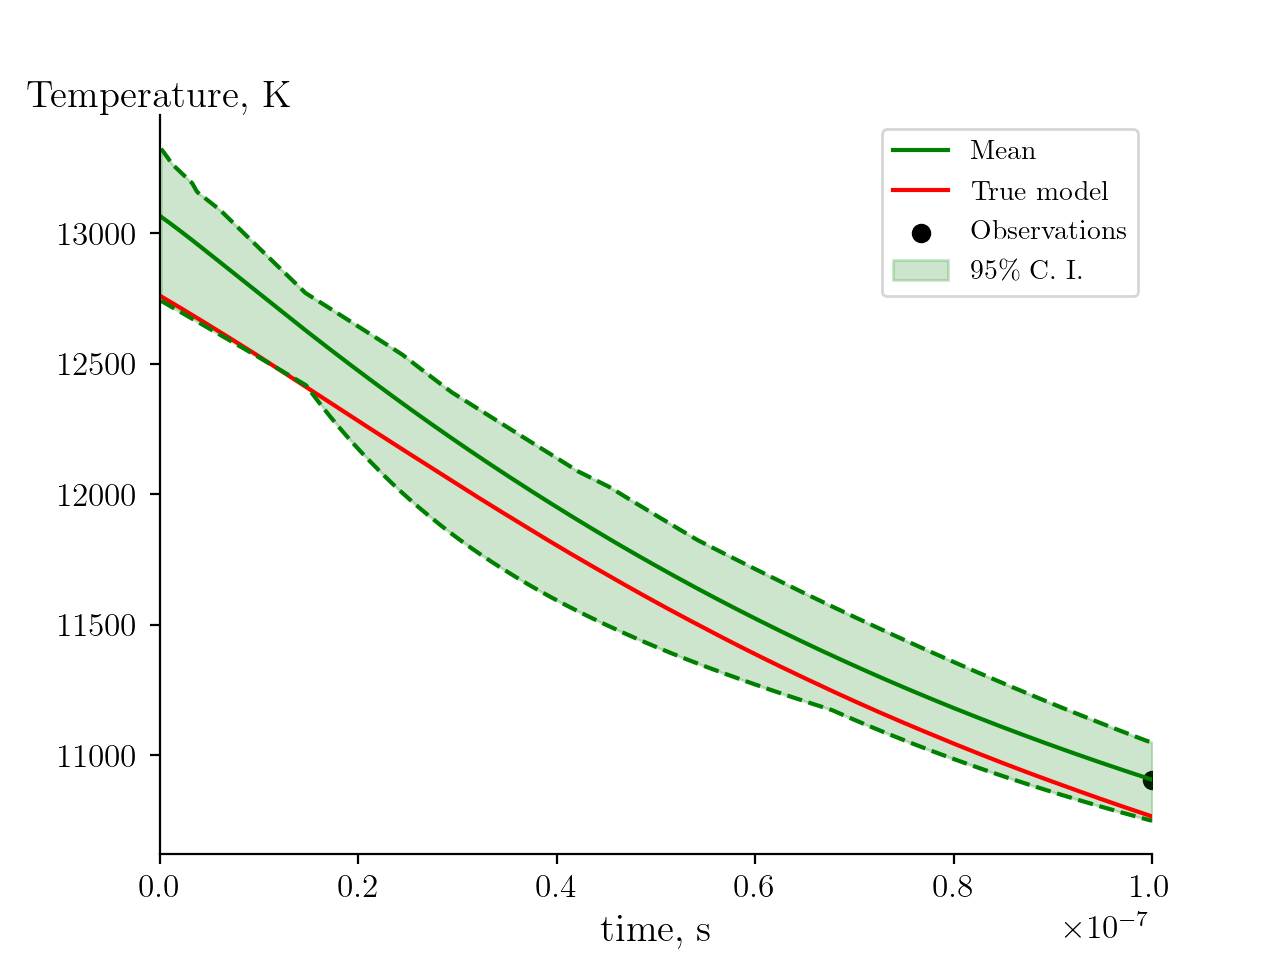 Temperature, K
Mean
True model
Observations
95% C. I.
13000
12500
12000
11500
11000
0.0 0.2 0.4 0.6 0.8 1.0
×10⁻⁷
time, s